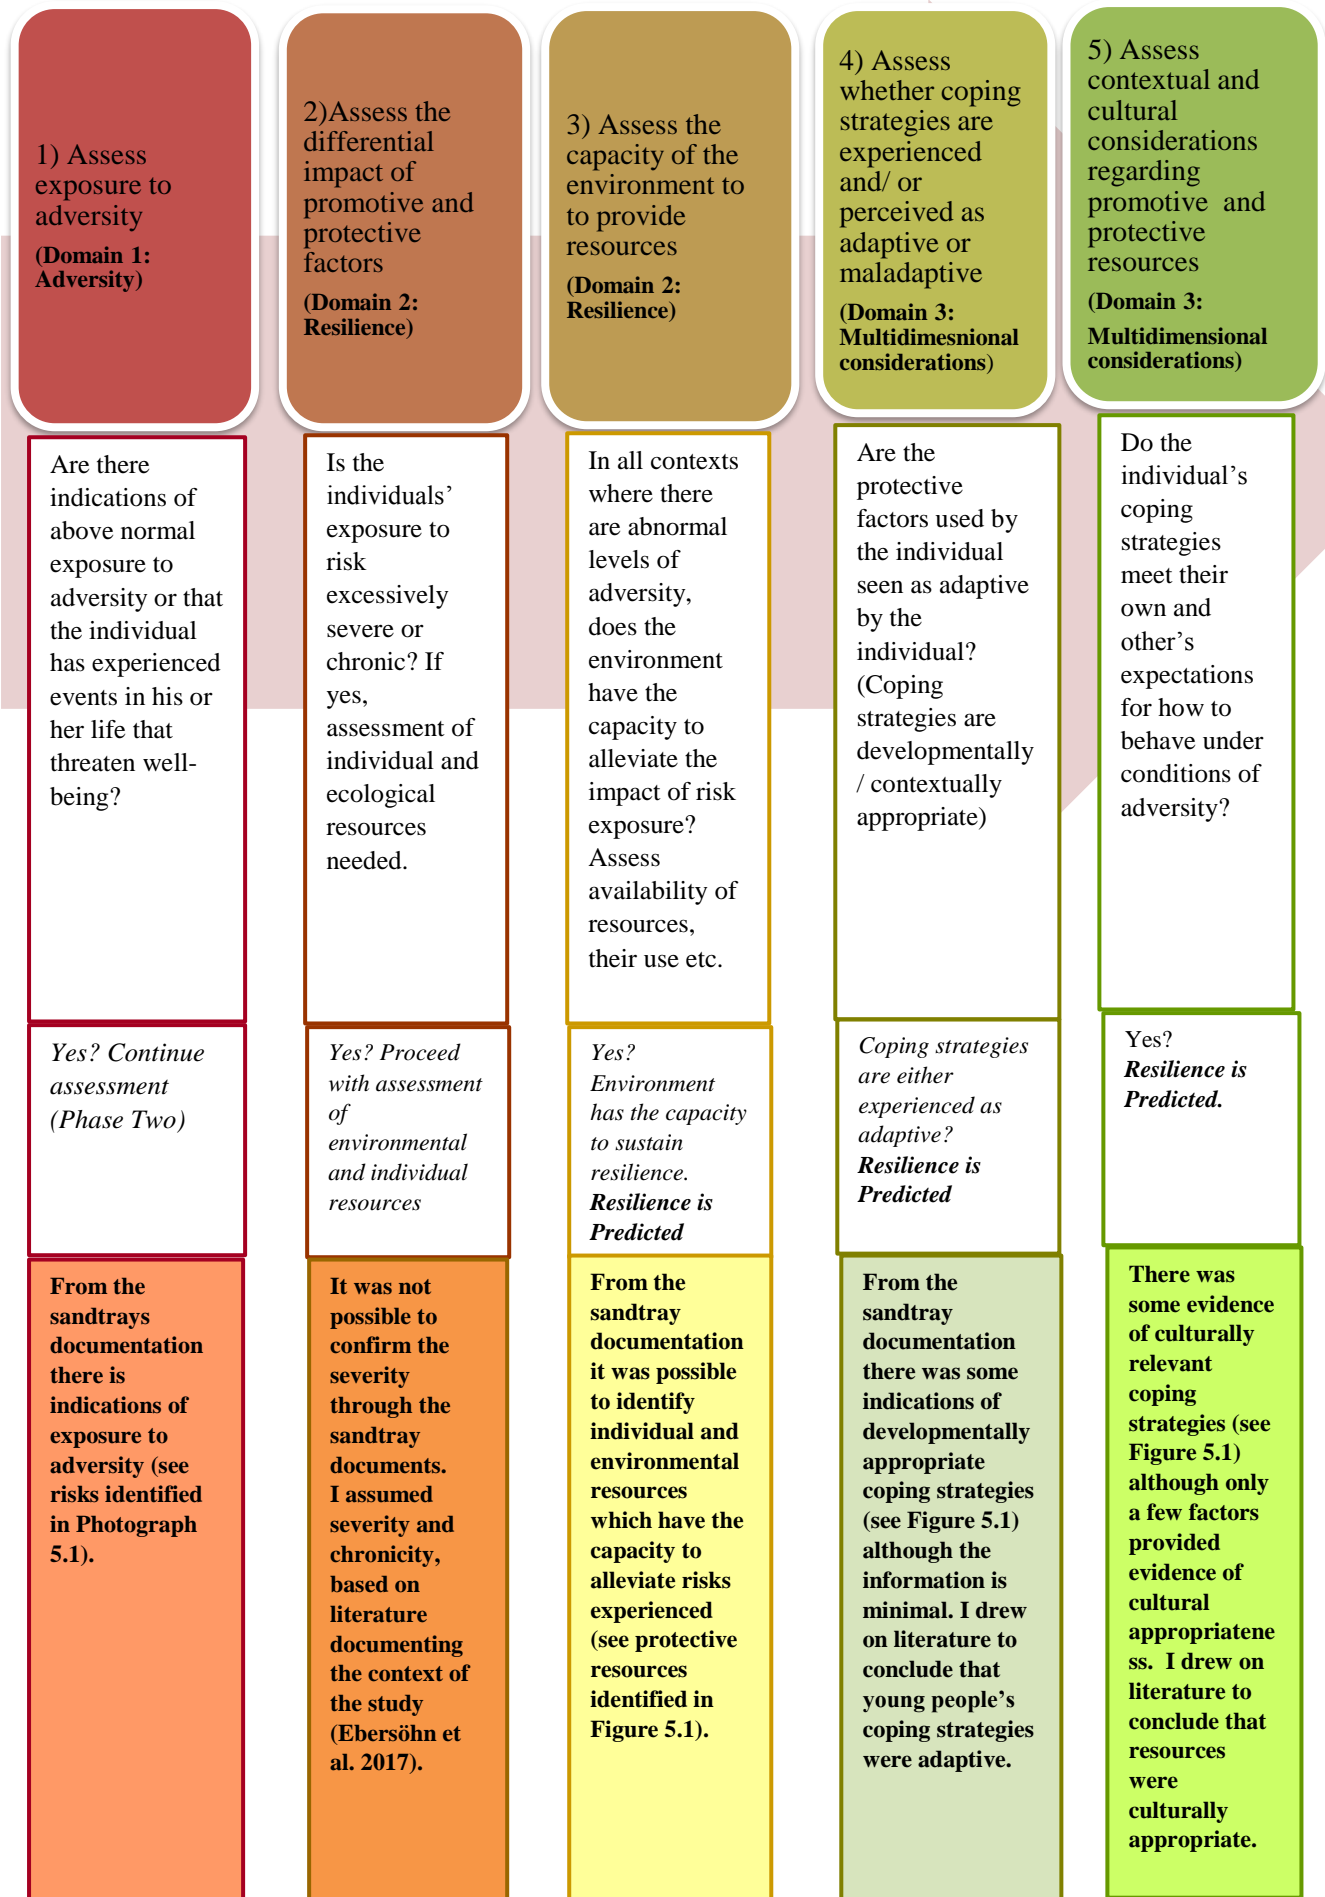 1) Assess
exposure to
adversity
(Domain 1:
Adversity)
2)Assess the
differential
impact of
promotive and
protective
factors
(Domain 2:
Resilience)
3) Assess the
capacity of the
environment to
to provide
resources
(Domain 2:
Resilience)
4) Assess
whether coping
strategies are
experienced
and/ or
perceived as
adaptive or
maladaptive
(Domain 3:
Multidimesnional
considerations)
5) Assess
contextual and
cultural
considerations
regarding
promotive and
protective
resources
(Domain 3:
Multidimensional
considerations)
Are there
indications of
above normal
exposure to
adversity or that
the individual
has experienced
events in his or
her life that
threaten well-
being?
Is the
individuals’
exposure to
risk
excessively
severe or
chronic? If
yes,
assessment of
individual and
ecological
resources
needed.
In all contexts
where there
are abnormal
levels of
adversity,
does the
environment
have the
capacity to
alleviate the
impact of risk
exposure?
Assess
availability of
resources,
their use etc.
Are the
protective
factors used by
the individual
seen as adaptive
by the
individual?
(Coping
strategies are
developmentally
/ contextually
appropriate)
Do the
individual’s
coping
strategies
meet their
own and
other’s
expectations
for how to
behave under
conditions of
adversity?
Yes? Continue
assessment
(Phase Two)
Yes? Proceed
with assessment
of
environmental
and individual
resources
Yes?
Environment
has the capacity
to sustain
resilience.
Resilience is
Predicted
Coping strategies
are either
experienced as
adaptive?
Resilience is
Predicted
Yes?
Resilience is
Predicted.
From the
sandtrays
documentation
there is
indications of
exposure to
adversity (see
risks identified
in Photograph
5.1).
It was not
possible to
confirm the
severity
through the
sandtray
documents.
I assumed
severity and
chronicity,
based on
literature
documenting
the context of
the study
(Ebersöhn et
al. 2017).
From the
sandtray
documentation
it was possible
to identify
individual and
environmental
resources
which have the
capacity to
alleviate risks
experienced
(see protective
resources
identified in
Figure 5.1).
From the
sandtray
documentation
there was some
indications of
developmentally
appropriate
coping strategies
(see Figure 5.1)
although the
information is
minimal. I drew
on literature to
conclude that
young people’s
coping strategies
were adaptive.
There was
some evidence
of culturally
relevant
coping
strategies (see
Figure 5.1)
although only
a few factors
provided
evidence of
cultural
appropriatene
ss. I drew on
literature to
conclude that
resources
were
culturally
appropriate.